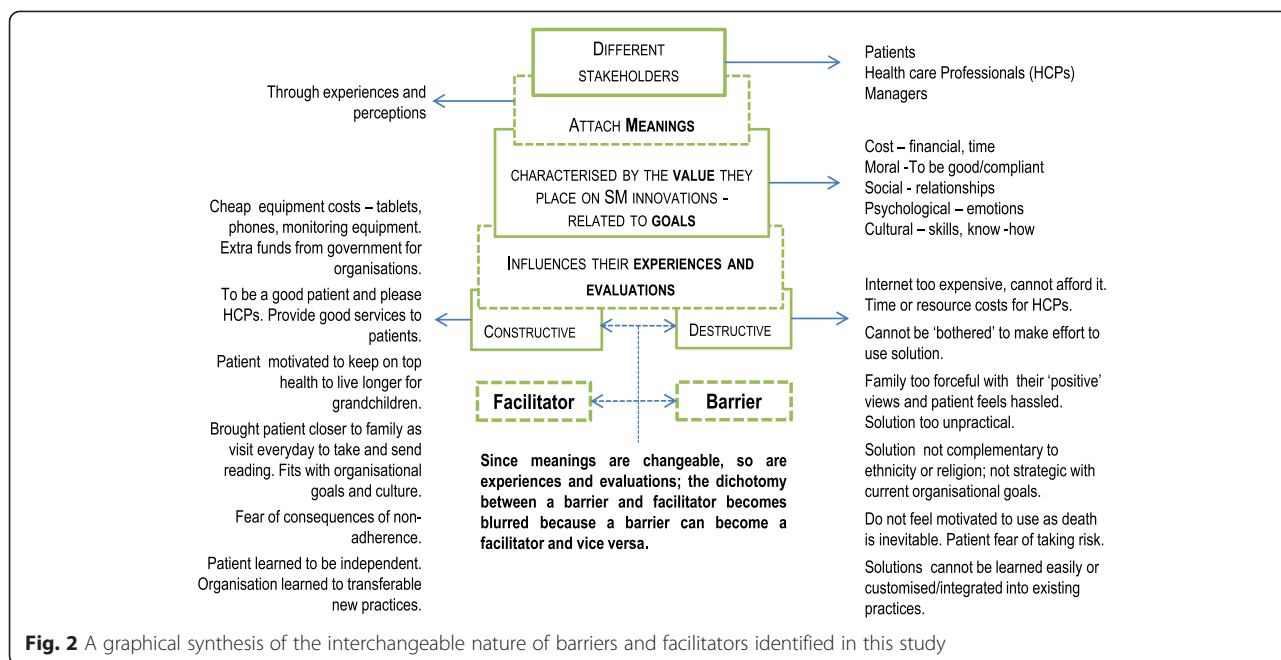 DIFFERENT
STAKEHOLDERS
Patients
Health care Professionals (HCPs)
Managers
Through experiences and
perceptions
ATTACH MEANINGS
CHARACTERISED BY THE VALUE THEY
PLACE ON SM INNOVATIONS -
RELATED TO GOALS
Cost – financial, time
Moral -To be good/compliant
Social - relationships
Psychological – emotions
Cultural – skills, know -how
INFLUENCES THEIR EXPERIENCES AND
EVALUATIONS
CONSTRUCTIVE
DESTRUCTIVE
Cheap equipment costs – tablets,
phones, monitoring equipment.
Extra funds from government for
organisations.
To be a good patient and please
HCPs. Provide good services to
patients.
Patient motivated to keep on top
health to live longer for
grandchildren.
Brought patient closer to family as
visit everyday to take and send
reading. Fits with organisational
goals and culture.
Fear of consequences of non-
adherence.
Patient learned to be independent.
Organisation learned to transferable
new practices.
Internet too expensive, cannot afford it.
Time or resource costs for HCPs.
Cannot be ‘bothered’ to make effort to
use solution.
Family too forceful with their ‘positive’
views and patient feels hassled.
Solution too unpractical.
Solution not complementary to
ethnicity or religion; not strategic with
current organisational goals.
Do not feel motivated to use as death
is inevitable. Patient fear of taking risk.
Solutions cannot be learned easily or
customised/integrated into existing
practices.
Facilitator
Barrier
Since meanings are changeable, so are
experiences and evaluations; the dichotomy
between a barrier and facilitator becomes
blurred because a barrier can become a
facilitator and vice versa.
Fig. 2 A graphical synthesis of the interchangeable nature of barriers and facilitators identified in this study